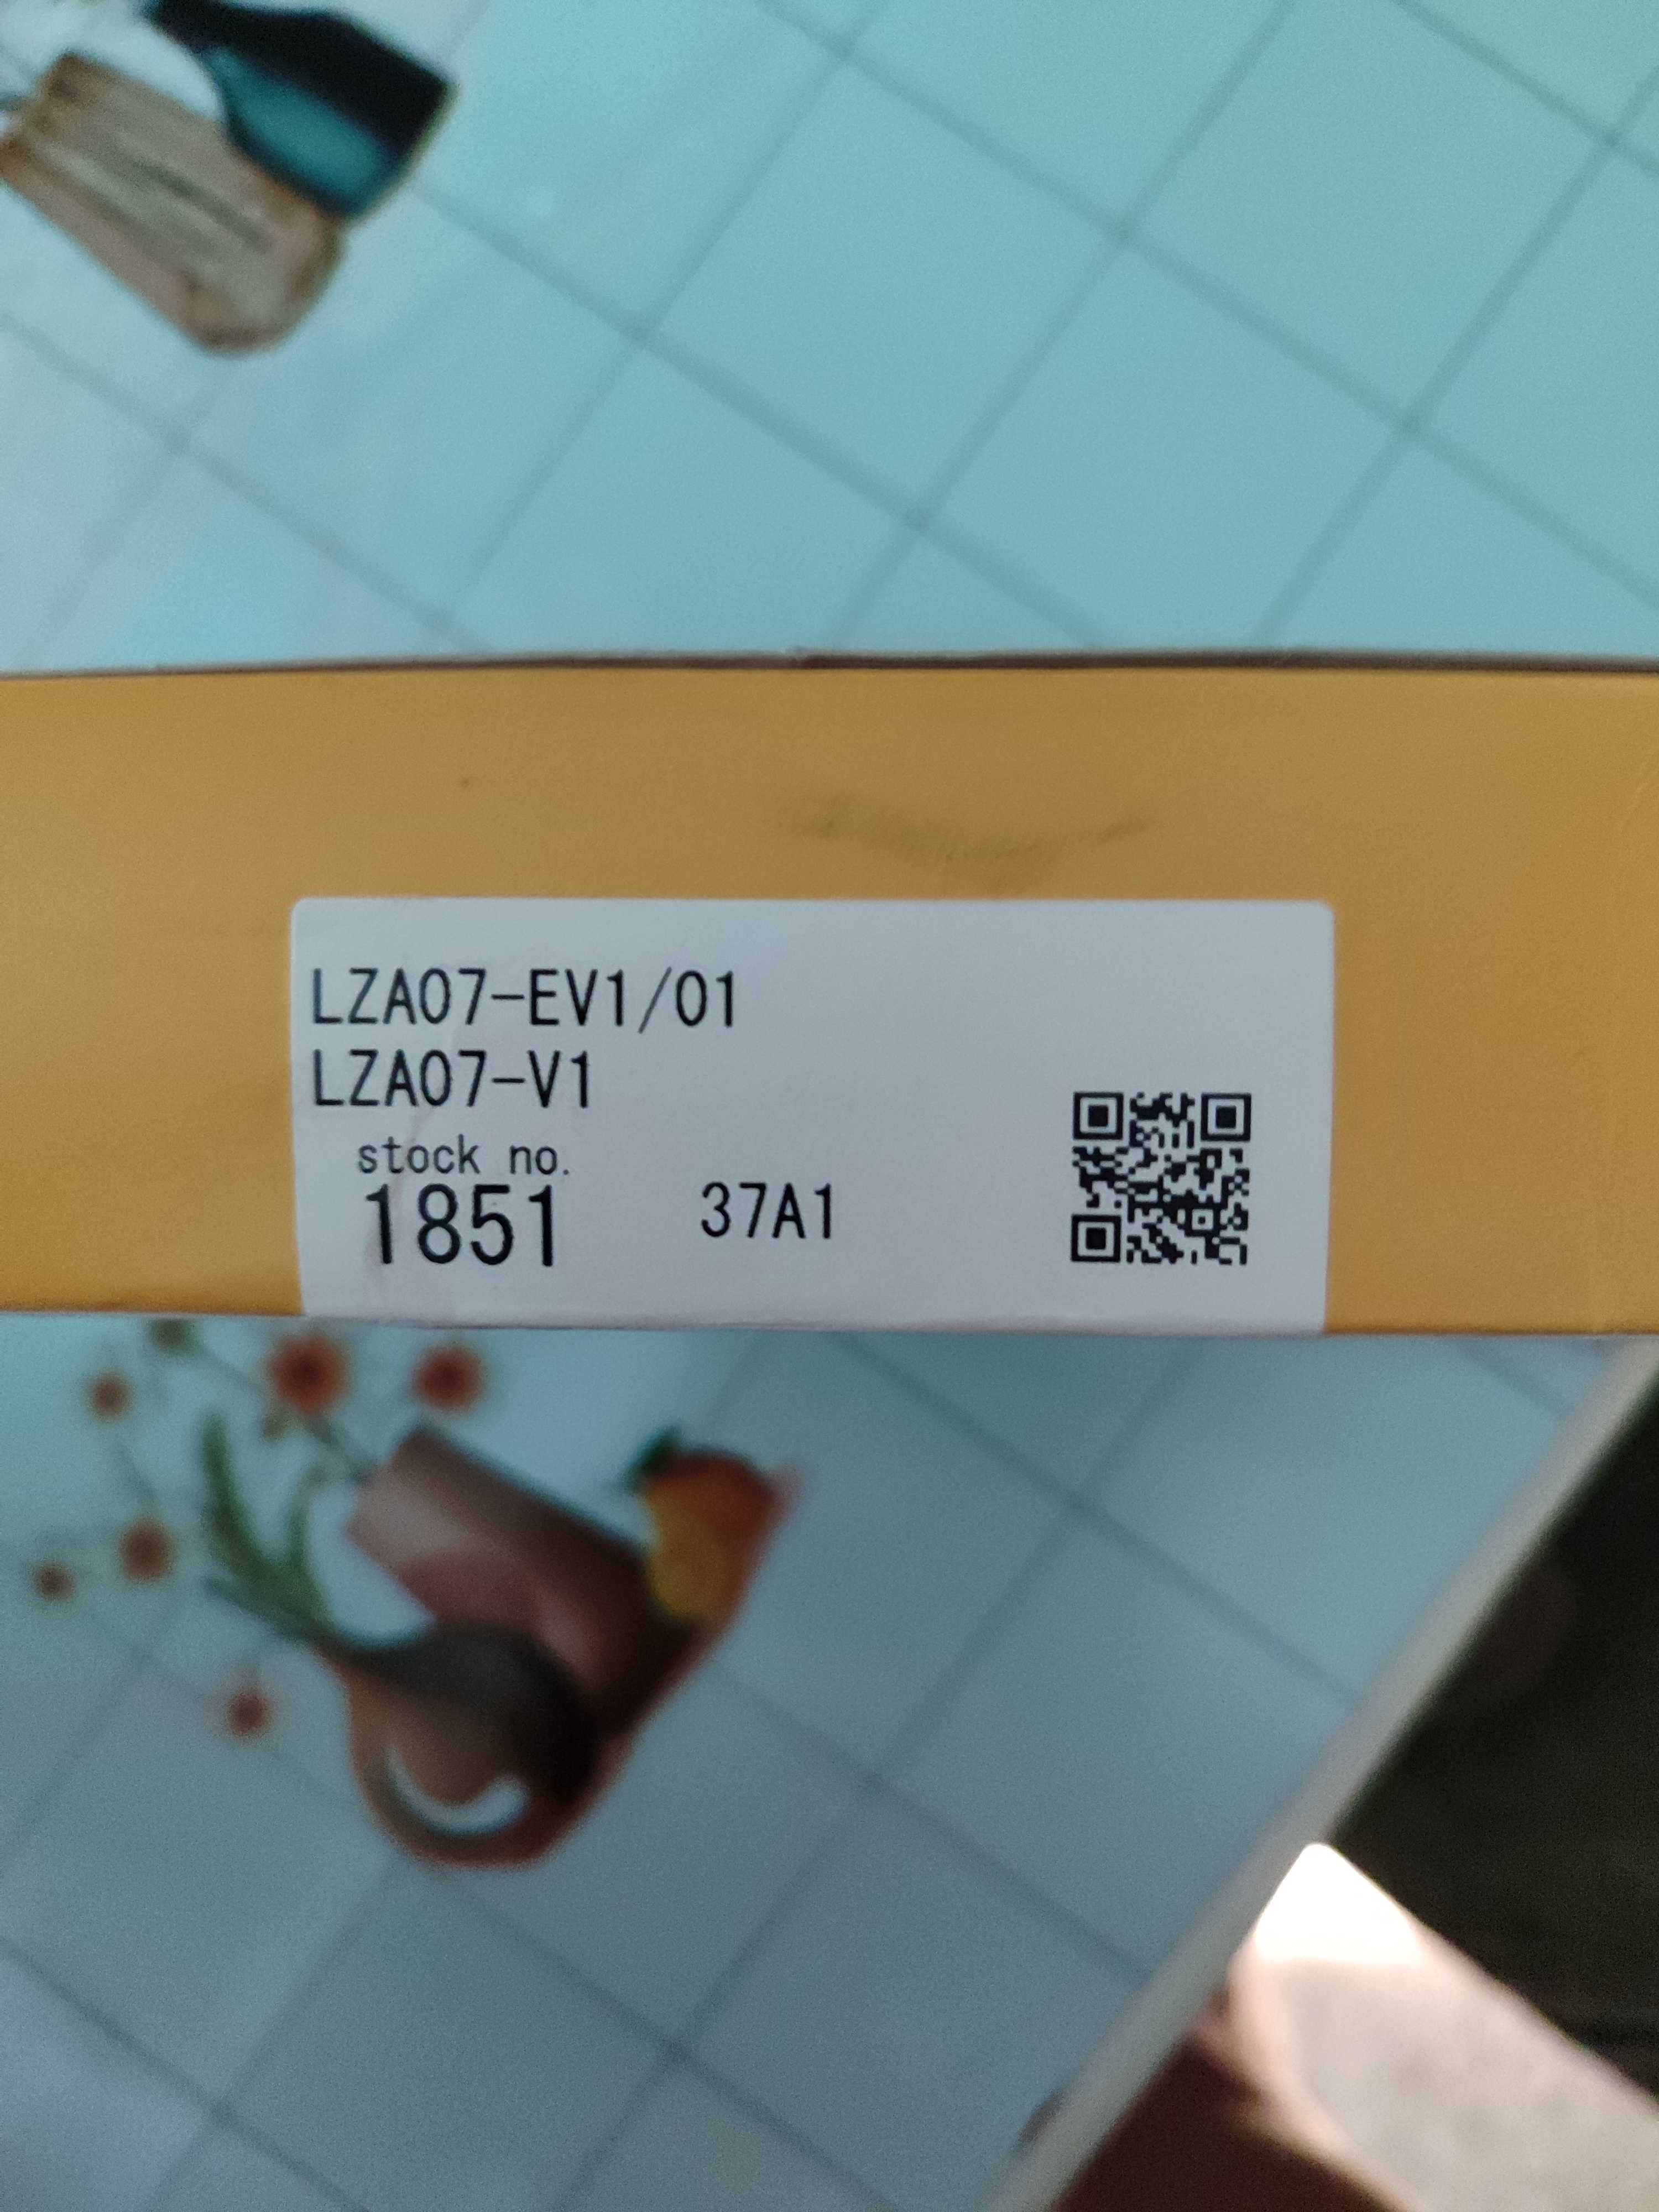 LZA07-EV1/01
LZA07-V1
stock no.
1851 37A1